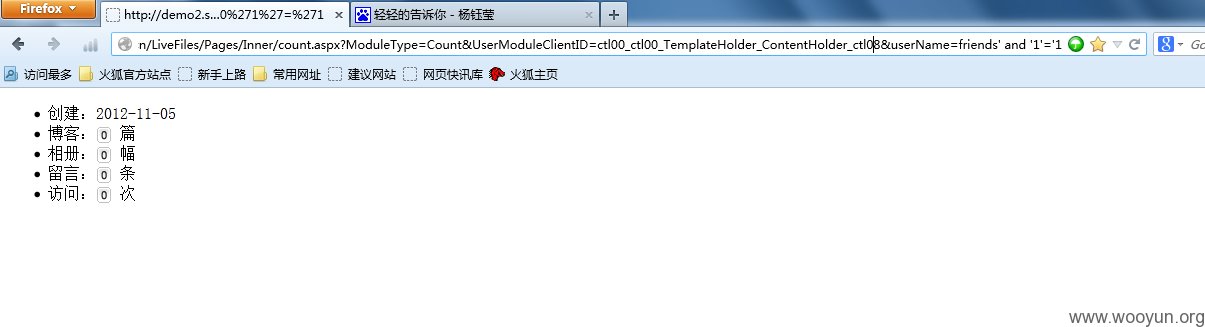 Firefox
http://demo2.s...0%271%27=%271
轻轻的告诉你 - 杨钰莹
n/LiveFiles/Pages/Inner/count.aspx?ModuleType=Count&UserModuleClientID=ctl00_ctl00_TemplateHolder_ContentHolder_ctl08&userName=friends' and '1'='1
Go
访问最多 火狐官方站点 新手上路 常用网址 建议网站 网页快讯库 火狐主页
创建：2012-11-05
博客：0 篇
相册：0 幅
留言：0 条
访问：0 次
www.wooyun.org